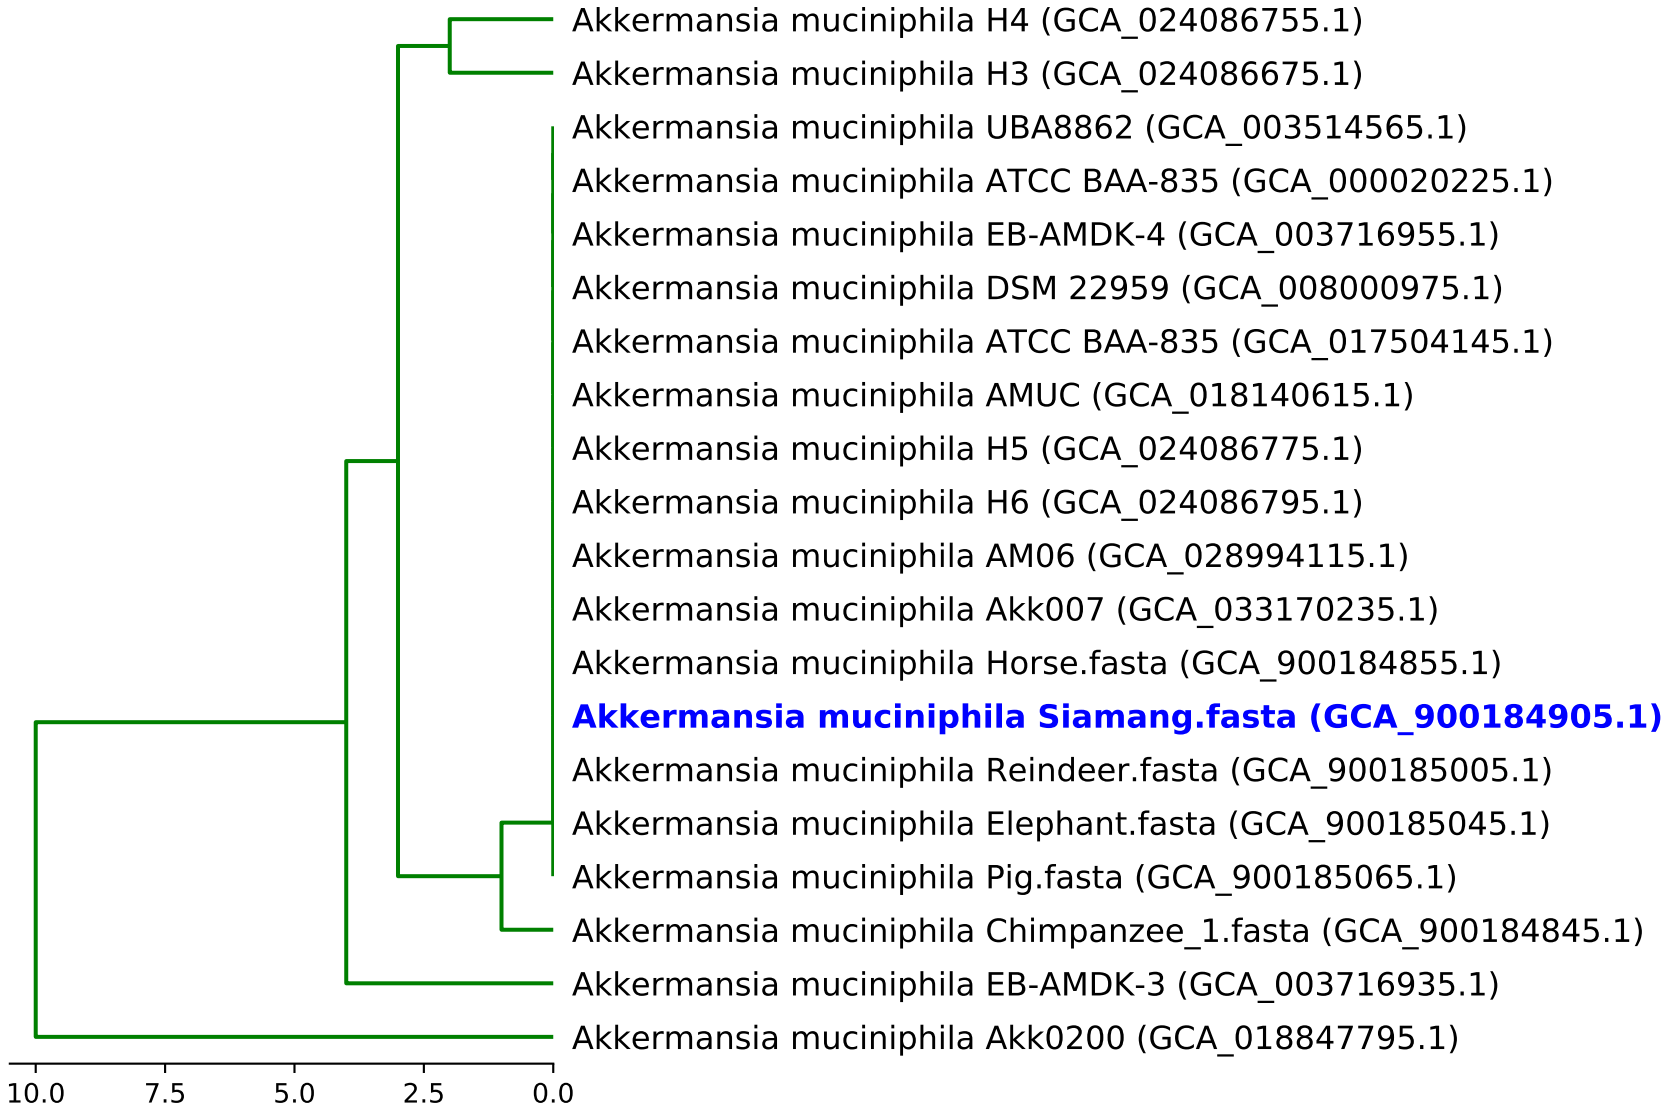 Akkermansia muciniphila H4 (GCA_024086755.1)
Akkermansia muciniphila H3 (GCA_024086675.1)
Akkermansia muciniphila UBA8862 (GCA_003514565.1)
Akkermansia muciniphila ATCC BAA-835 (GCA_000020225.1)
Akkermansia muciniphila EB-AMDK-4 (GCA_003716955.1)
Akkermansia muciniphila DSM 22959 (GCA_008000975.1)
Akkermansia muciniphila ATCC BAA-835 (GCA_017504145.1)
Akkermansia muciniphila AMUC (GCA_018140615.1)
Akkermansia muciniphila H5 (GCA_024086775.1)
Akkermansia muciniphila H6 (GCA_024086795.1)
Akkermansia muciniphila AM06 (GCA_028994115.1)
Akkermansia muciniphila Akk007 (GCA_033170235.1)
Akkermansia muciniphila Horse.fasta (GCA_900184855.1)
Akkermansia muciniphila Siamang.fasta (GCA_900184905.1)
Akkermansia muciniphila Reindeer.fasta (GCA_900185005.1)
Akkermansia muciniphila Elephant.fasta (GCA_900185045.1)
Akkermansia muciniphila Pig.fasta (GCA_900185065.1)
Akkermansia muciniphila Chimpanzee_1.fasta (GCA_900184845.1)
Akkermansia muciniphila EB-AMDK-3 (GCA_003716935.1)
Akkermansia muciniphila Akk0200 (GCA_018847795.1)
10.0 7.5 5.0 2.5 0.0